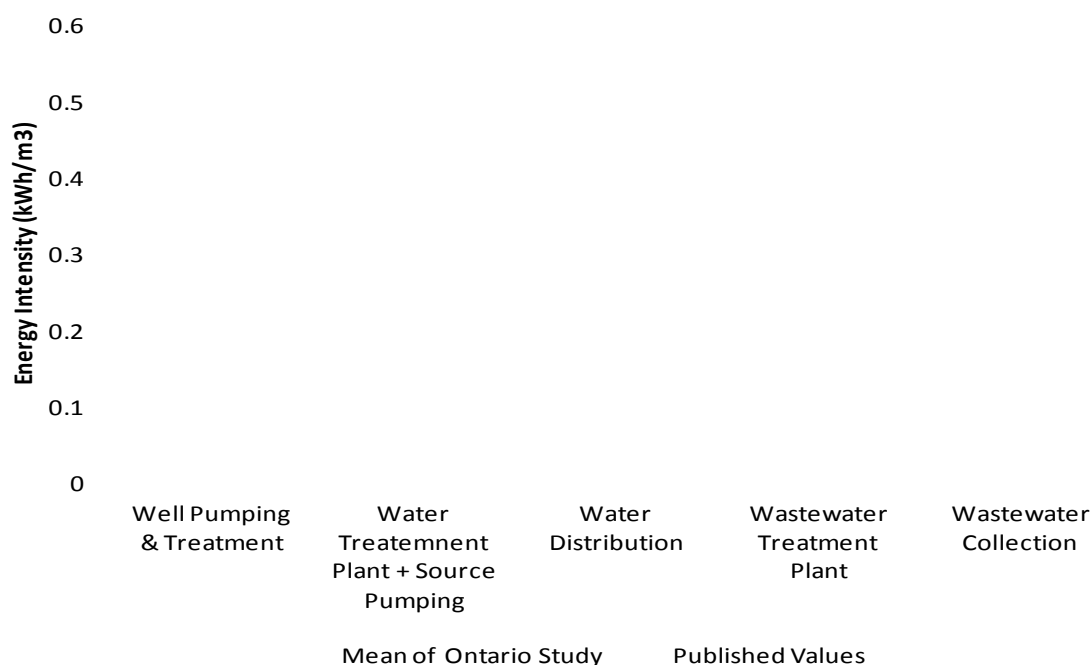 0.6
0.5
0.4
0.3
0.2
0.1
0
Energy Intensity (kWh/m3)
Well Pumping
& Treatment
Water
Treatemnent
Plant + Source
Pumping
Water
Distribution
Wastewater
Treatment
Plant
Wastewater
Collection
Mean of Ontario Study
Published Values